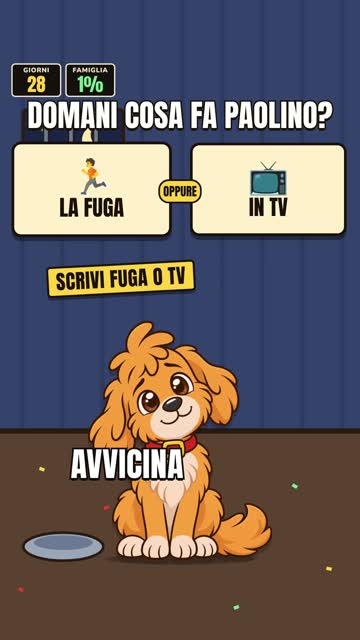 GIORNI
28
FAMIGLIA
1%
DOMANI COSA FA PAOLINO?
LA FUGA
OPPURE
IN TV
SCRIVI FUGA O TV
AVVICINA